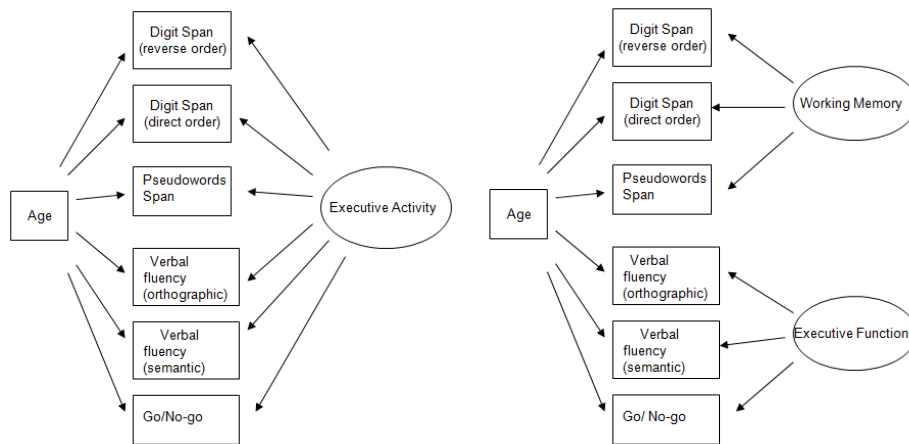 Digit Span
(reverse order)
Digit Span
(direct order)
Pseudowords
Span
Age
Executive Activity
Verbal
fluency
(orthographic)
Verbal
fluency
(semantic)
Go/No-go
Digit Span
(reverse order)
Working Memory
Digit Span
(direct order)
Pseudowords
Span
Age
Verbal
fluency
(orthographic)
Executive Function
Verbal
fluency
(semantic)
Go/ No-go